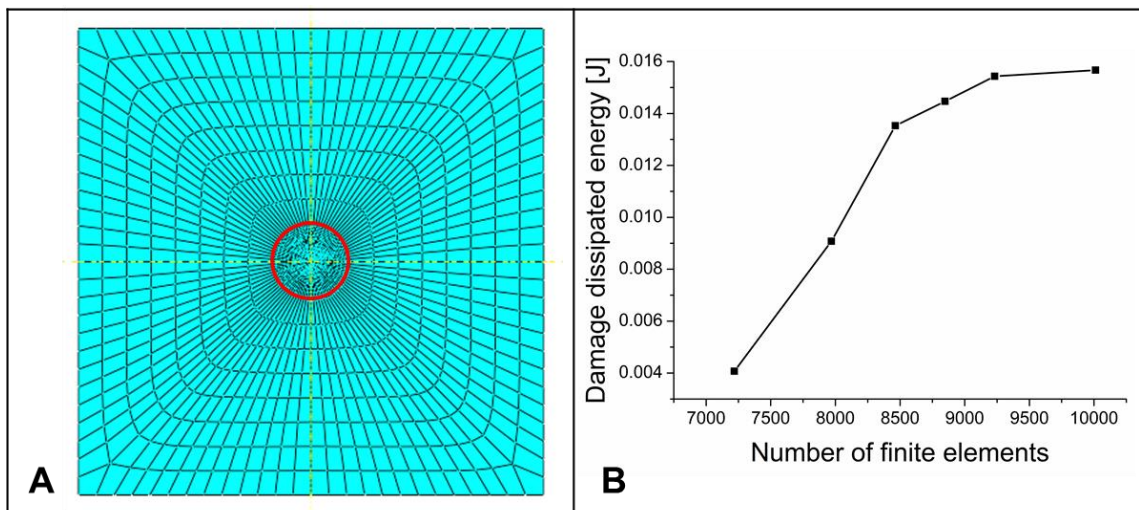 A
Damage dissipated energy [J]
0.016
0.014
0.012
0.010
0.008
0.006
0.004
7000 7500 8000 8500 9000 9500 10000
Number of finite elements
B